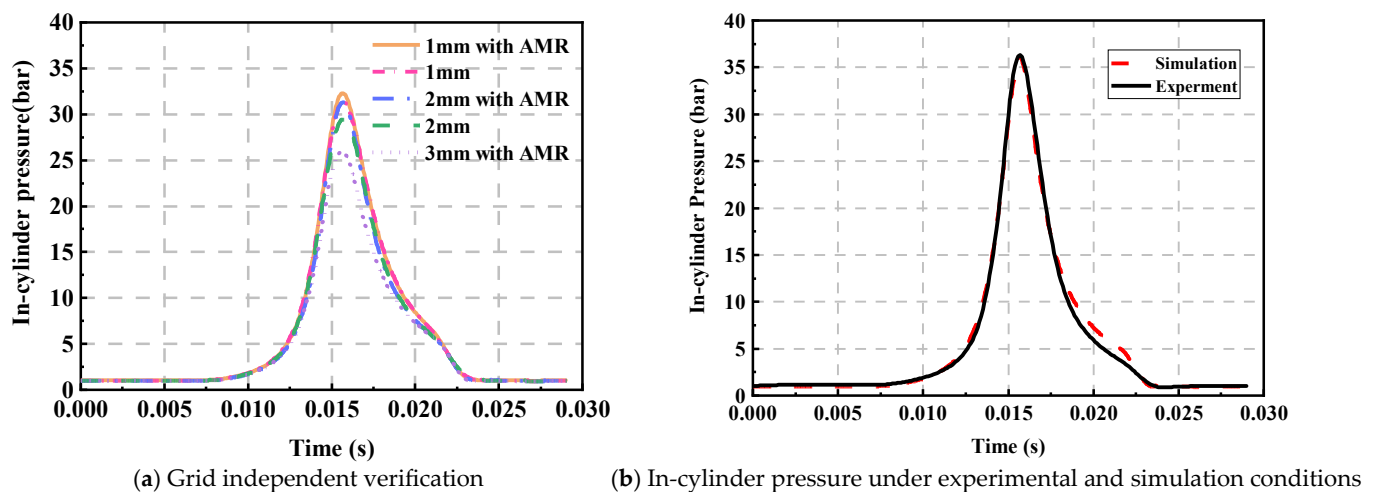 40
35
30
25
20
15
10
5
0
In-cylinder pressure(bar)
1mm with AMR
1mm
2mm with AMR
2mm
3mm with AMR
0.000 0.005 0.010 0.015 0.020 0.025 0.030
Time (s)
(a) Grid independent verification
40
35
30
25
20
15
10
5
0
In-cylinder Pressure (bar)
Simulation
Experment
0.000 0.005 0.010 0.015 0.020 0.025 0.030
Time (s)
(b) In-cylinder pressure under experimental and simulation conditions